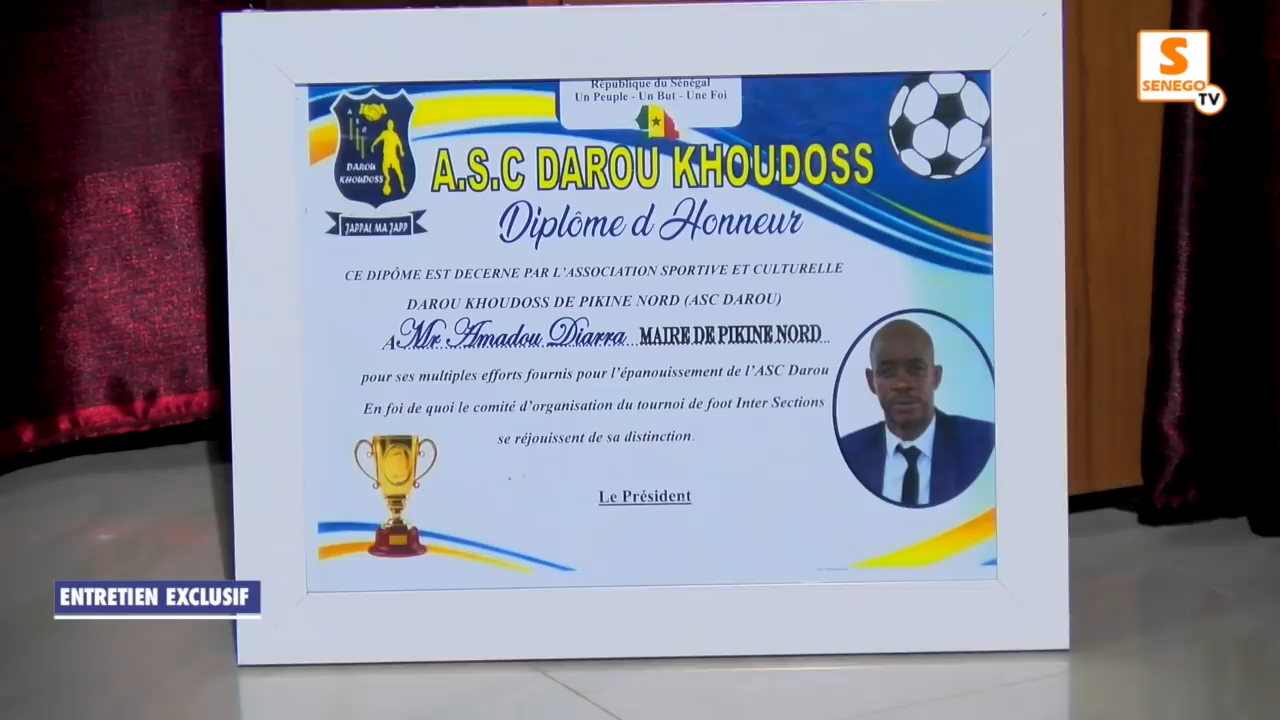 République du Sénégal
Un Peuple - Un But - Une Foi
S
SENEGO
TV
A S C
DAROU
KHOUDOSS
JAPPAL MA JAPP
A.S.C DAROU KHOUDOSS
Diplôme d Honneur
CE DIPÔME EST DECERNE PAR L'ASSOCIATION SPORTIVE ET CULTURELLE
DAROU KHOUDOSS DE PIKINE NORD (ASC DAROU)
A Mr Amadou Diarra MAIRE DE PIKINE NORD
pour ses multiples efforts fournis pour l'épanouissement de l'ASC Darou
En foi de quoi le comité d'organisation du tournoi de foot Inter Sections
se réjouissent de sa distinction.
Le Président
ENTRETIEN EXCLUSIF